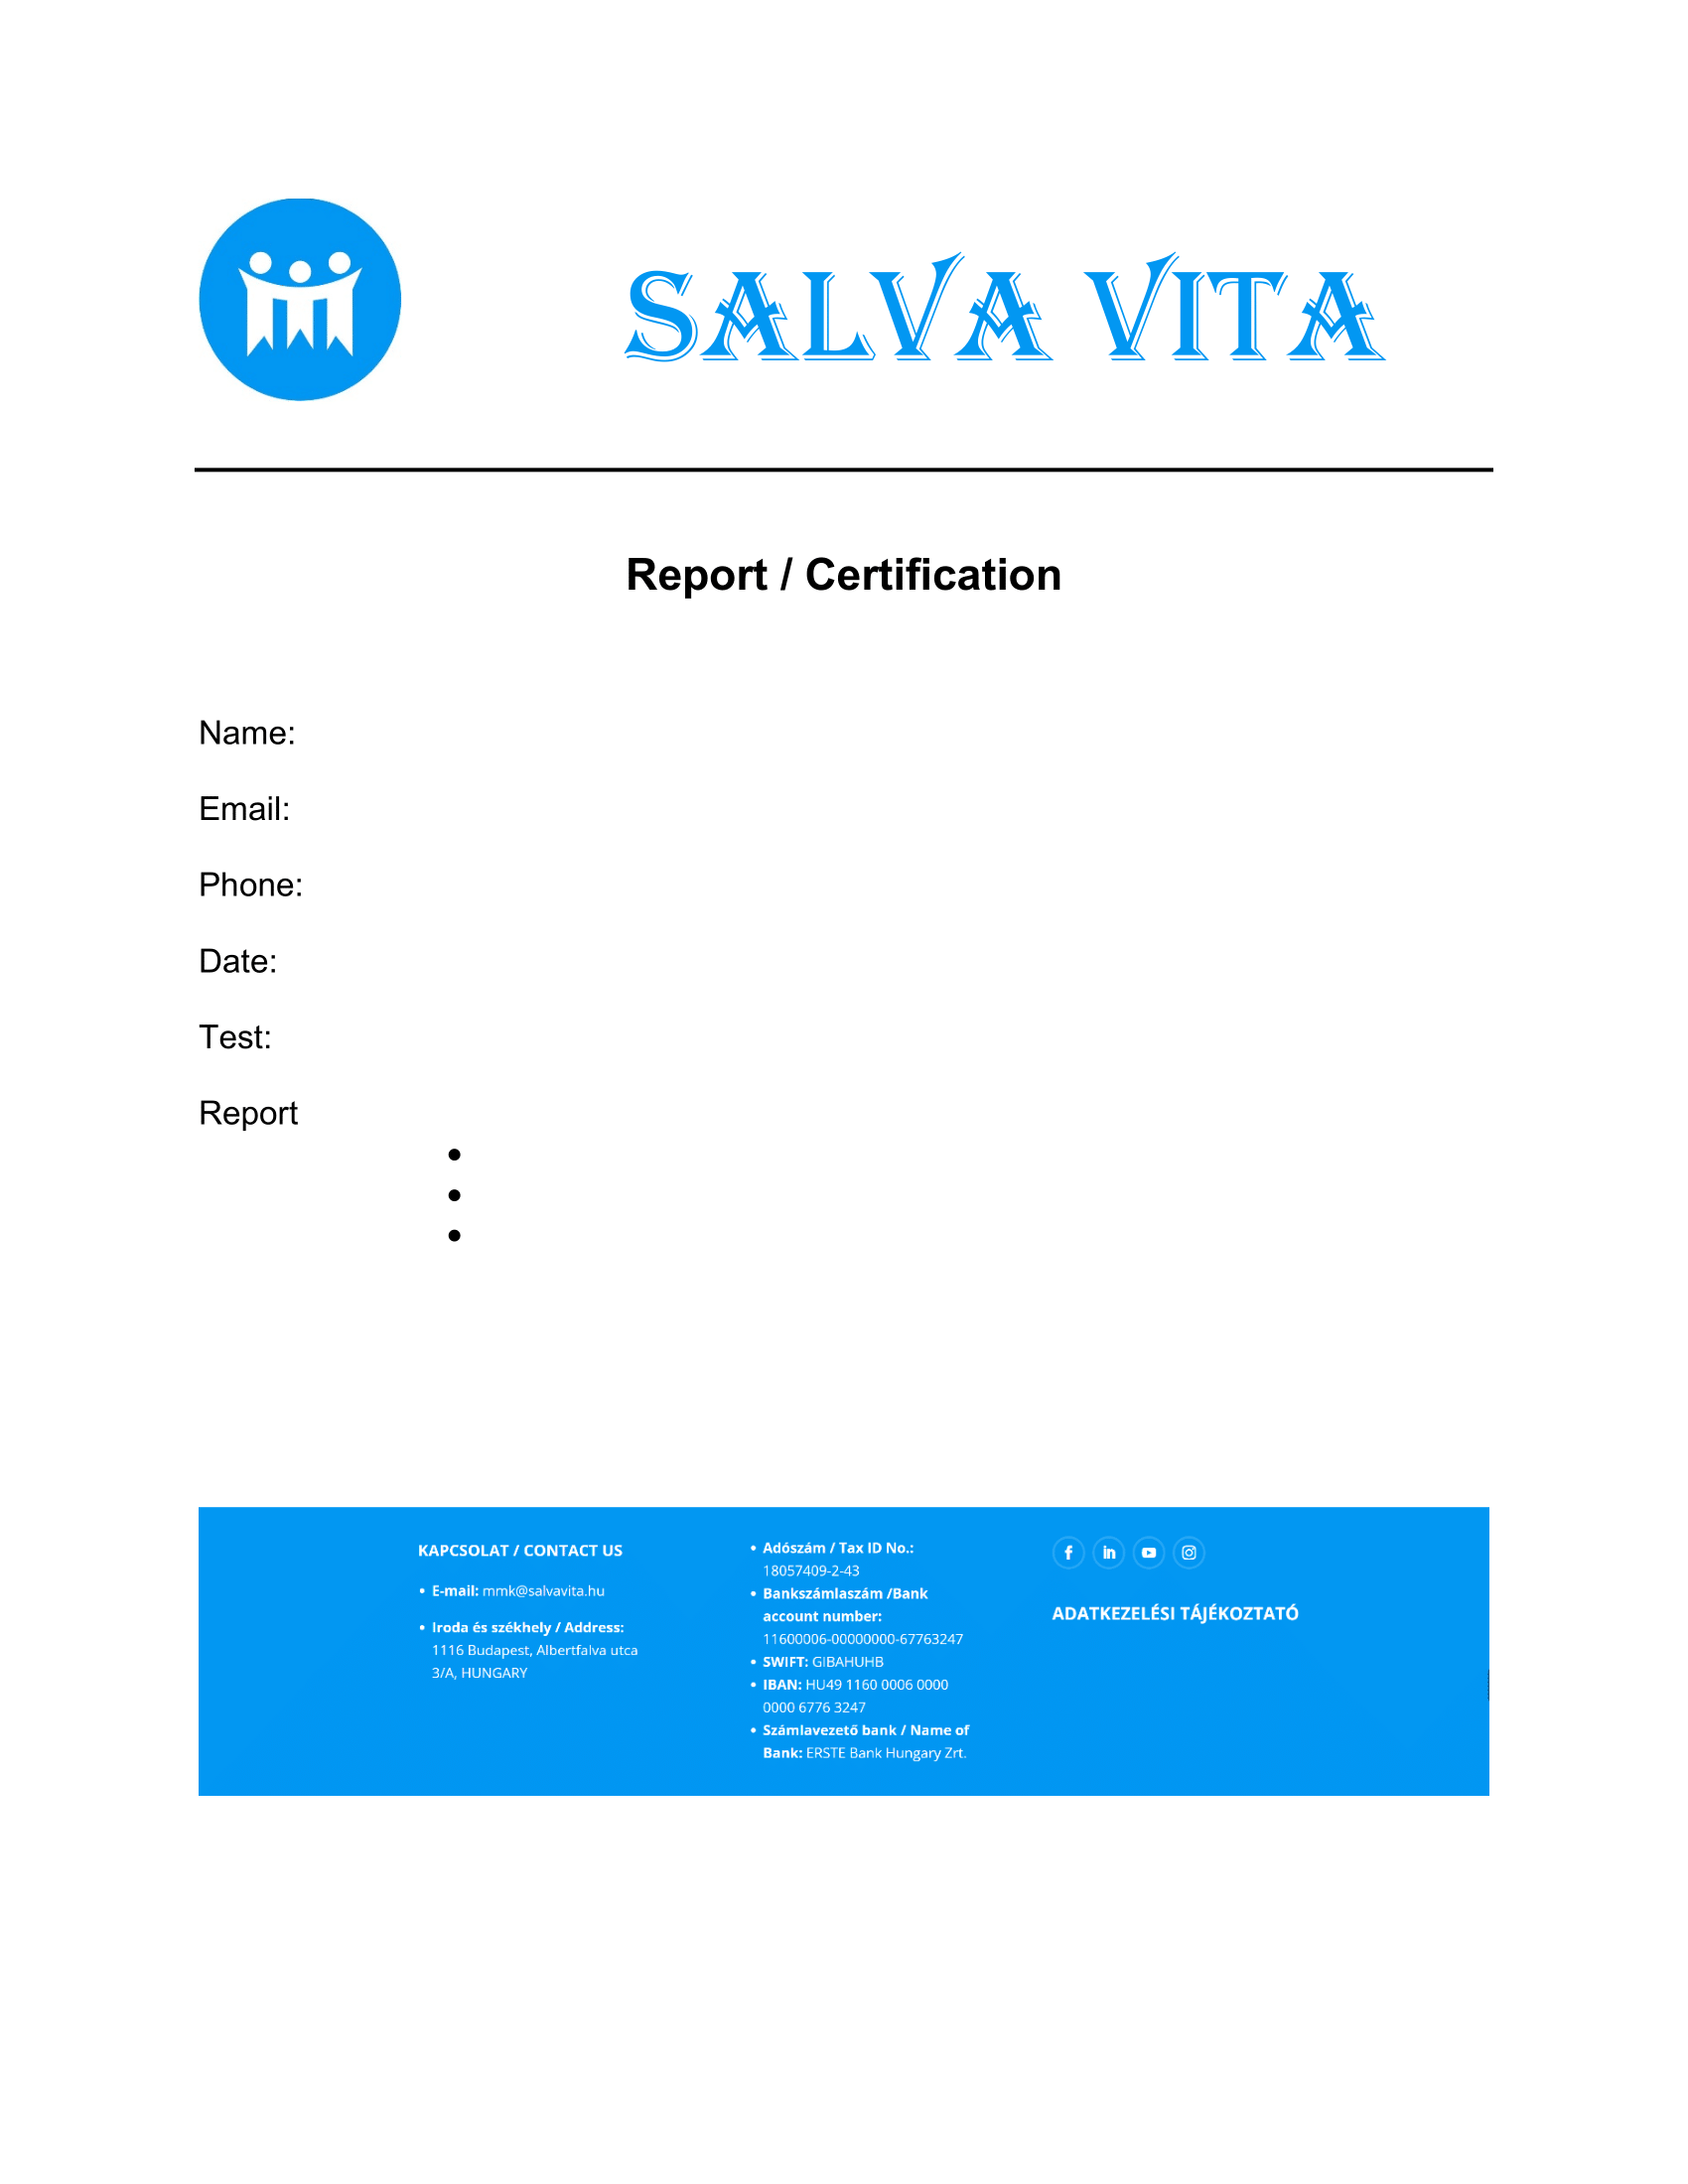 SALVA VITA
Report / Certification
Name:
Email:
Phone:
Date:
Test:
Report
KAPCSOLAT / CONTACT US
• E-mail: mmk@salvavita.hu
• Iroda és székhely / Address:
1116 Budapest, Albertfalva utca
3/A, HUNGARY
• Adószám / Tax ID No.:
18057409-2-43
• Bankszámlaszám /Bank
account number:
11600006-00000000-67763247
• SWIFT: GIBAHUHB
• IBAN: HU49 1160 0006 0000
0000 6776 3247
• Számlavezető bank / Name of
Bank: ERSTE Bank Hungary Zrt.
ADATKEZELÉSI TÁJÉKOZTATÓ